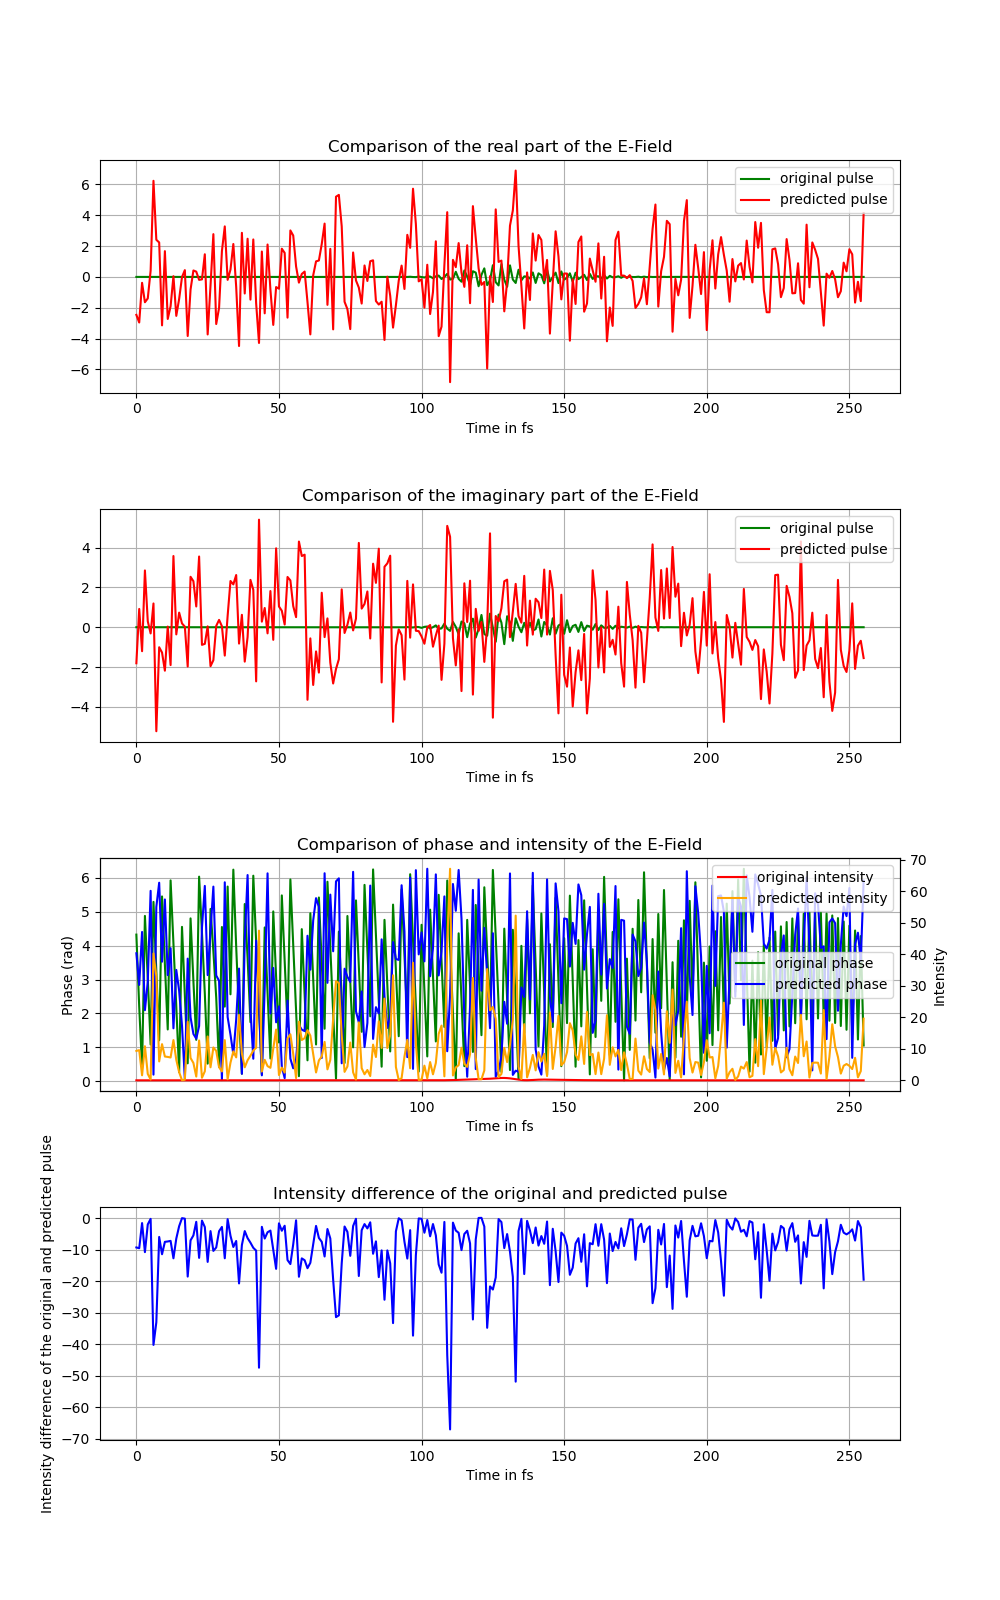 Comparison of the real part of the E-Field
original pulse
predicted pulse
6
4
2
0
−2
−4
−6
0 50 100 150 200 250
Time in fs
Comparison of the imaginary part of the E-Field
original pulse
predicted pulse
4
2
0
−2
−4
0 50 100 150 200 250
Time in fs
Comparison of phase and intensity of the E-Field
original intensity
predicted intensity
original phase
predicted phase
Phase (rad)
6
5
4
3
2
1
0
70
60
50
40
30
20
10
0
Intensity
0 50 100 150 200 250
Time in fs
Intensity difference of the original and predicted pulse
Intensity difference of the original and predicted pulse
0
−10
−20
−30
−40
−50
−60
−70
0 50 100 150 200 250
Time in fs